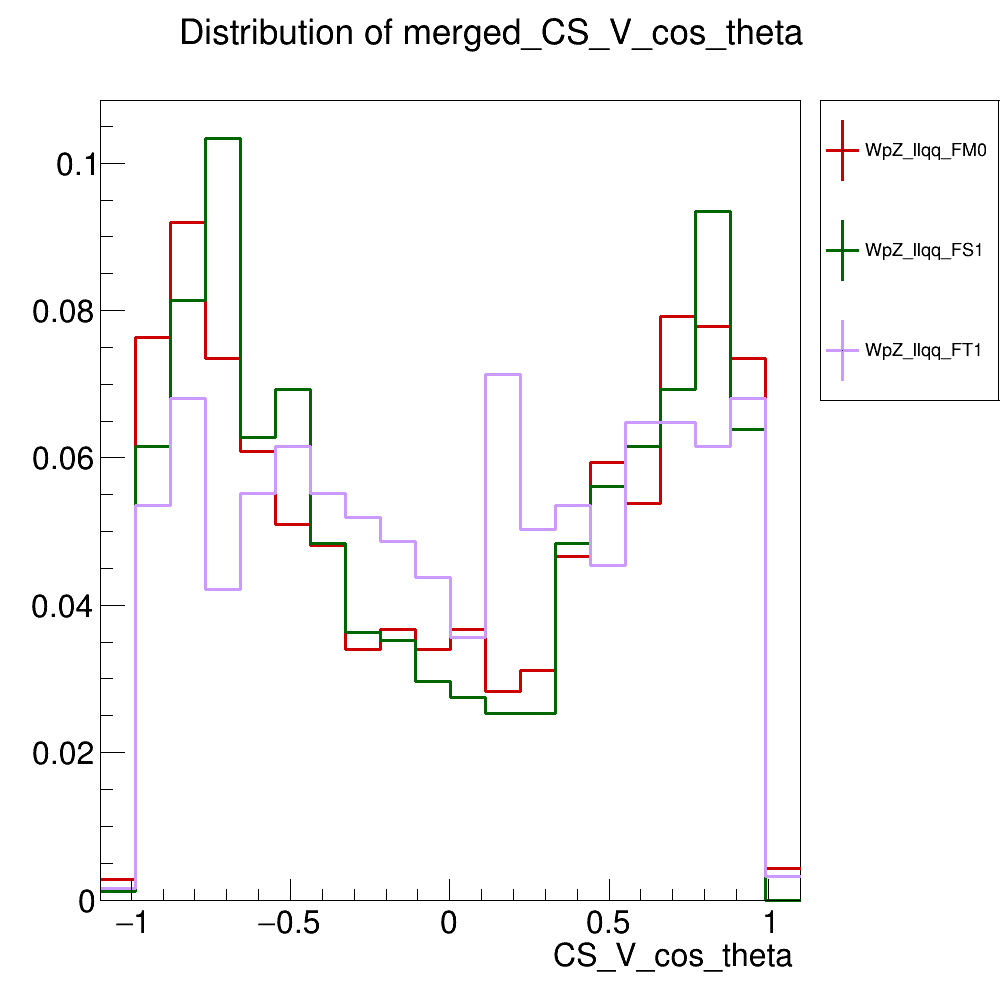 Distribution of merged_CS_V_cos_theta
0.1
0.08
0.06
0.04
0.02
0
−1
−0.5
0
0.5
1
CS_V_cos_theta
WpZ_llqq_FM0
WpZ_llqq_FS1
WpZ_llqq_FT1